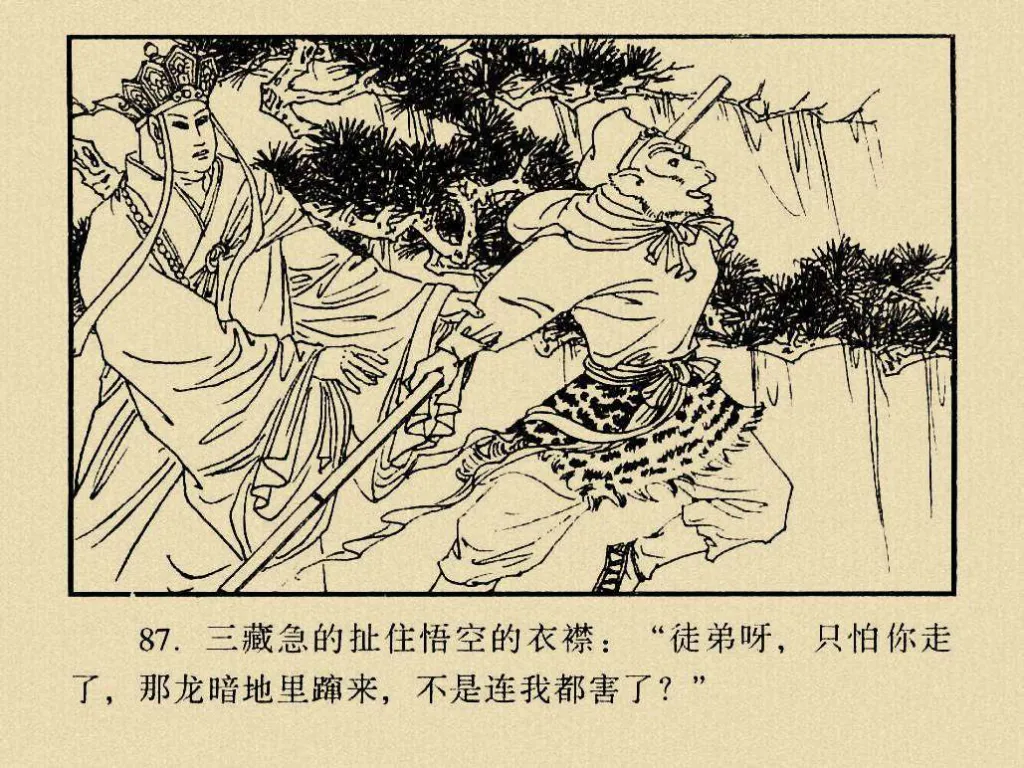 87. 三藏急的扯住悟空的衣襟：“徒弟呀，只怕你走
了，那龙暗地里蹿来，不是连我都害了？”